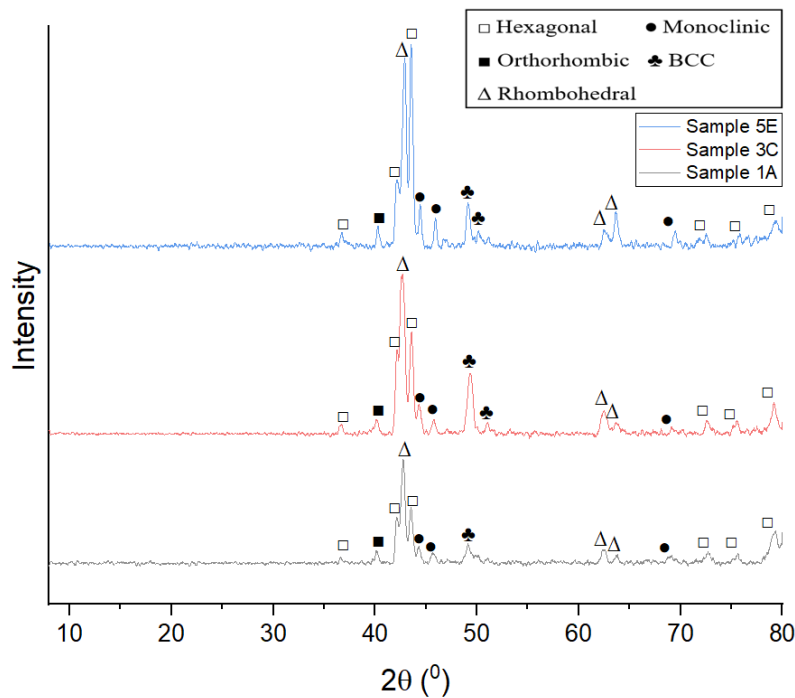 □ Hexagonal ● Monoclinic
■ Orthorhombic ♣ BCC
Δ Rhombohedral
Sample 5E
Sample 3C
Sample 1A
Intensity
10 20 30 40 50 60 70 80
2θ (⁰)